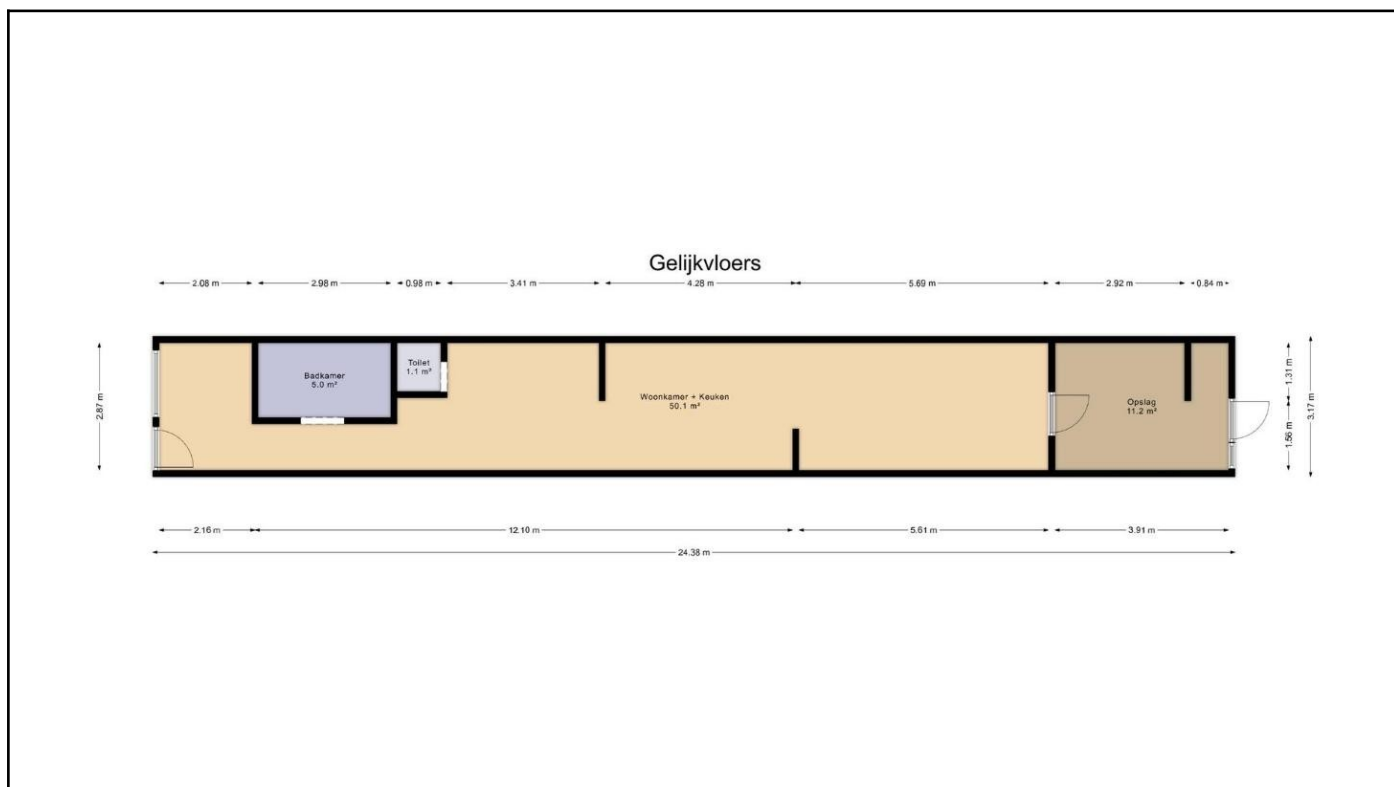 Gelijkvloers
2.08 m 2.98 m 0.98 m 3.41 m 4.28 m 5.69 m 2.92 m 0.84 m
2.87 m
Badkamer
5.0 m²
Toilet
1.1 m²
Woonkamer + Keuken
50.1 m²
Opslag
11.2 m²
1.31 m
1.56 m
3.17 m
2.16 m 12.10 m 5.61 m 3.91 m
24.38 m